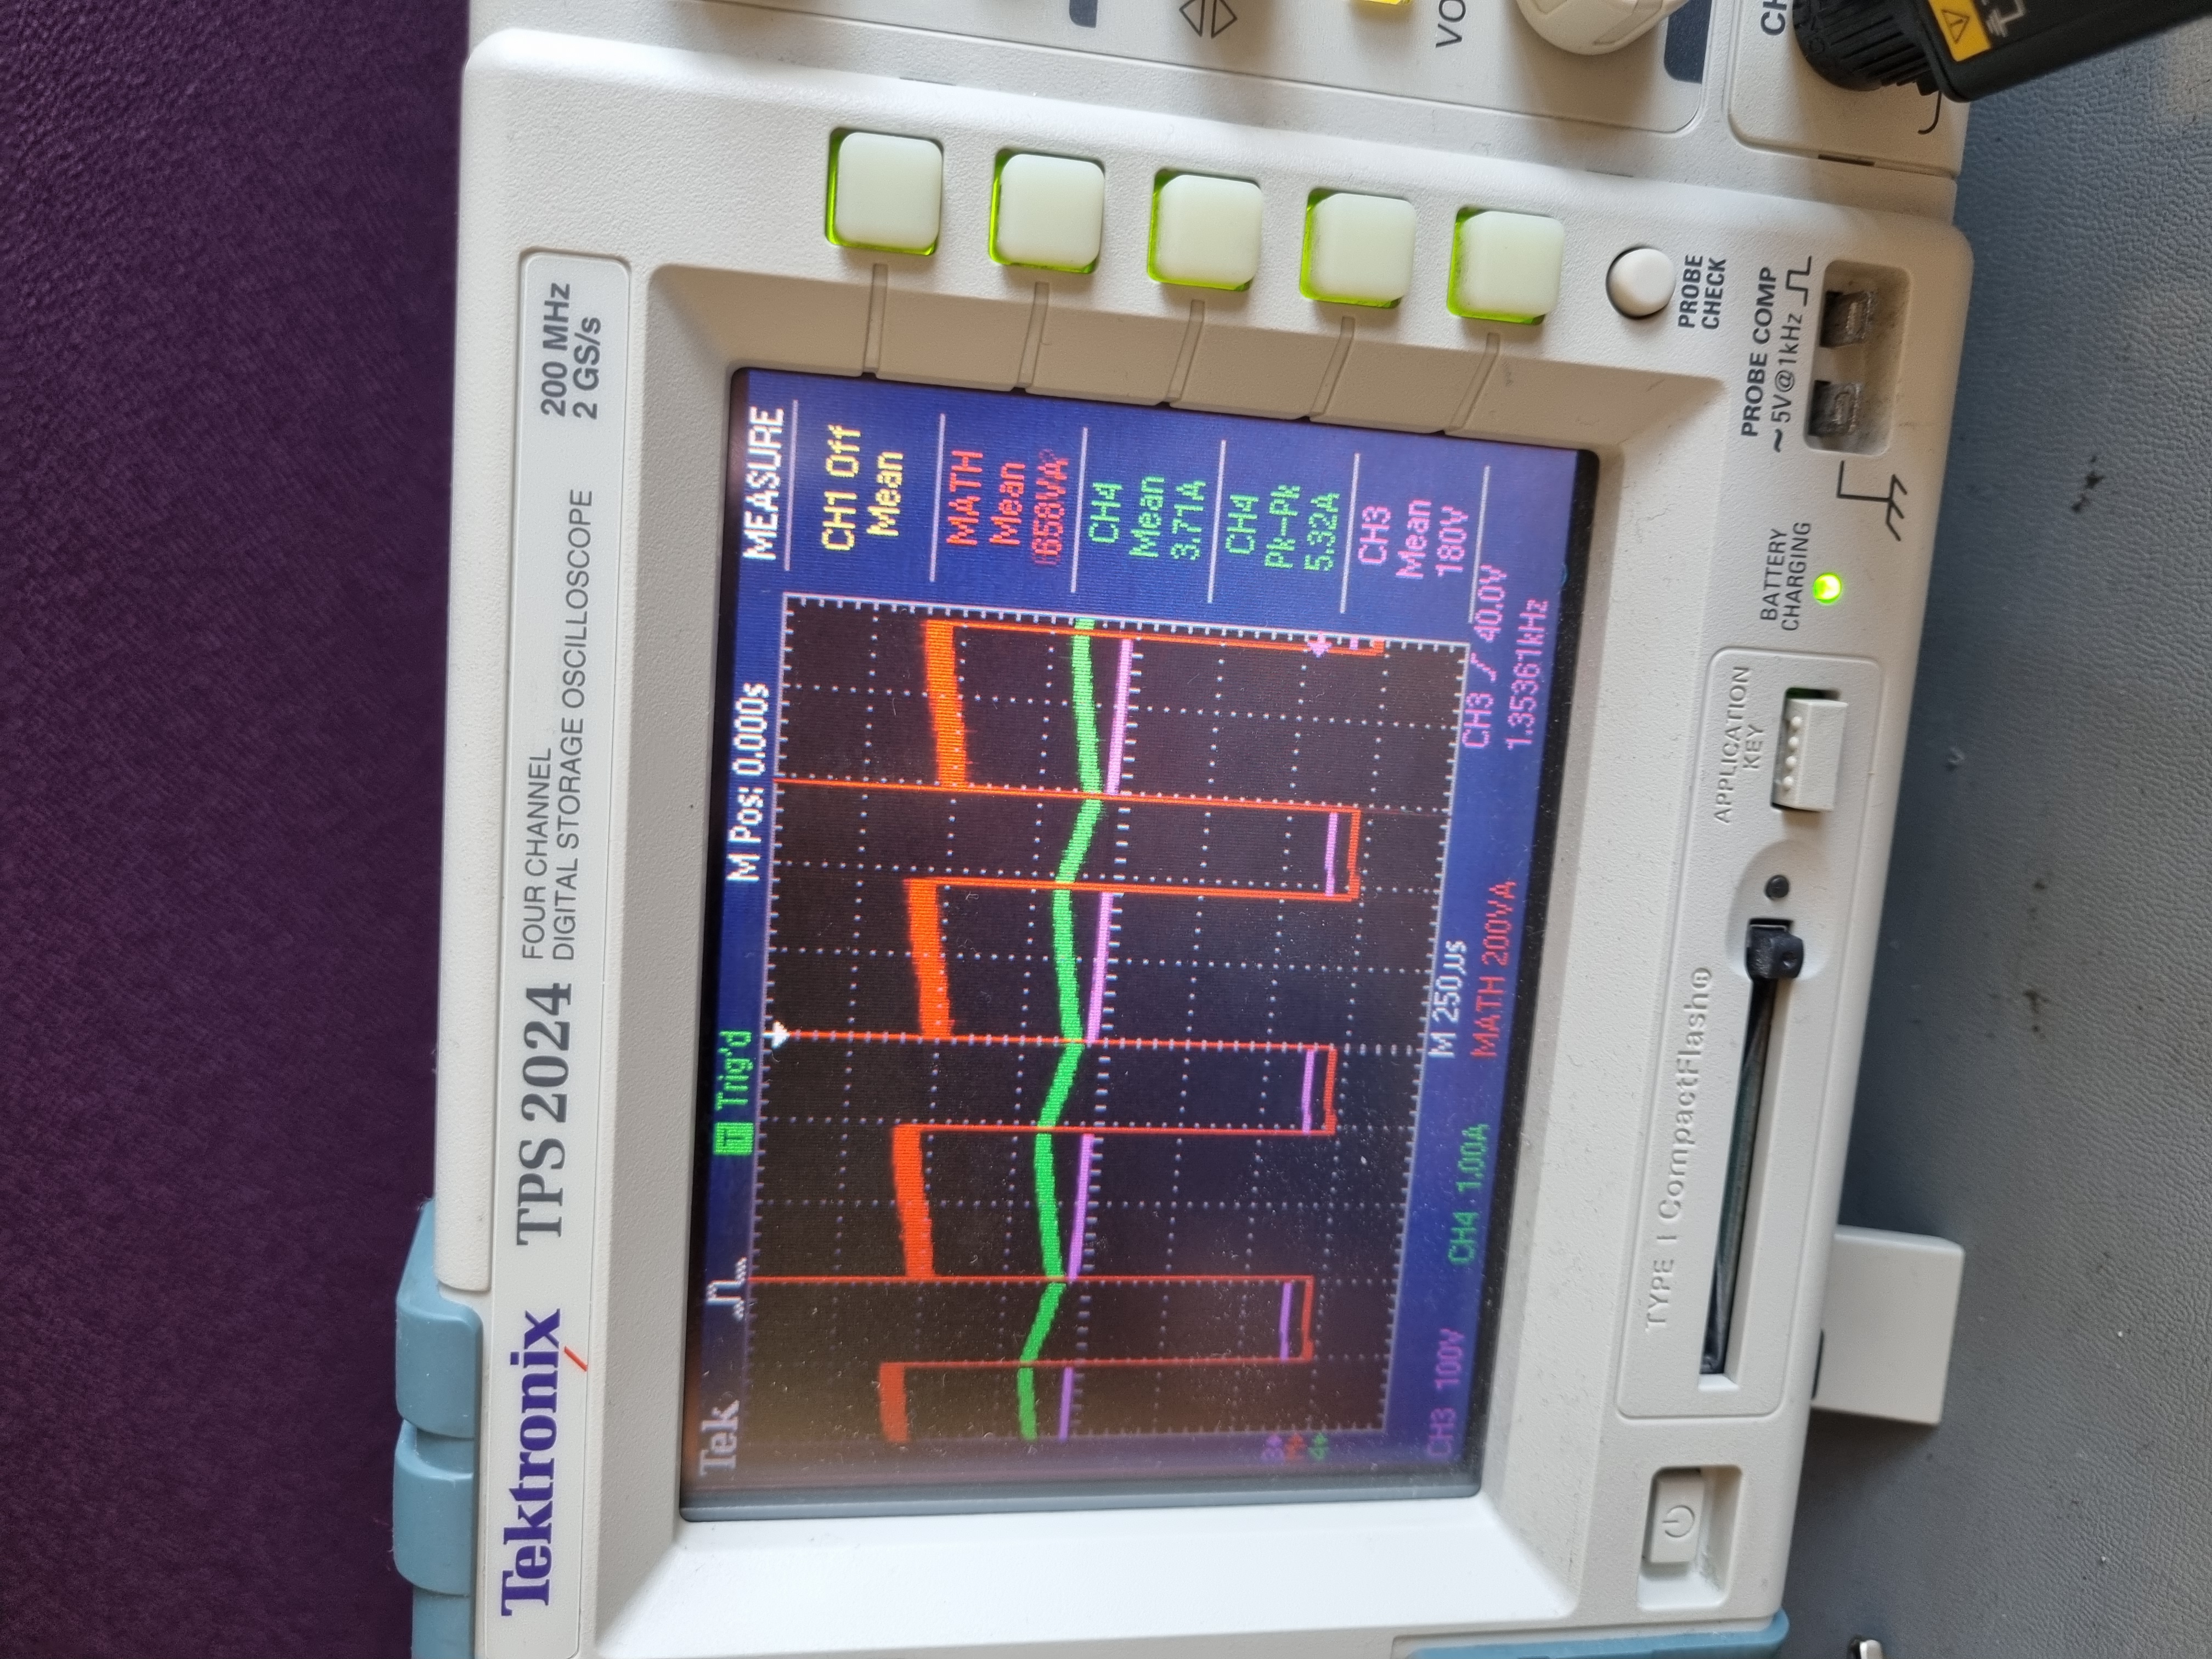 Tektronix
TPS 2024
FOUR CHANNEL
DIGITAL STORAGE OSCILLOSCOPE
200 MHz
2 GS/s
Tek
T Trig'd
M Pos: 0.000s
MEASURE
CH1 Off
Mean
MATH
Mean
658VA
CH4
Mean
3.71A
CH4
Pk-Pk
5.32A
CH3
Mean
180V
CH3 100V
CH4 1.00A
M 250µs
MATH 200VA
CH3 40.0V
1.35361kHz
TYPE I CompactFlash®
APPLICATION
KEY
BATTERY
CHARGING
PROBE
CHECK
PROBE COMP
~5V@1kHz
VO
CH